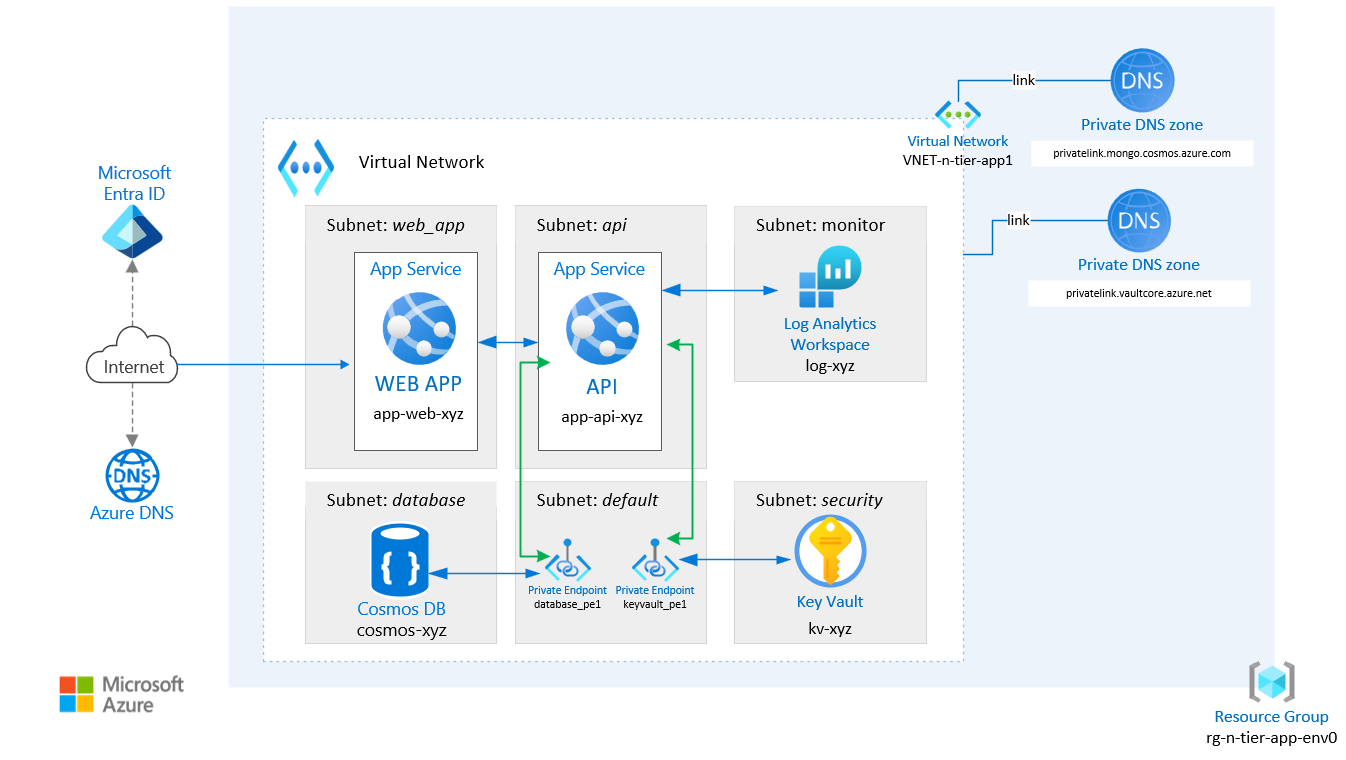 link
DNS
Private DNS zone
privatelink.mongo.cosmos.azure.com
Virtual Network
VNET-n-tier-app1
link
DNS
Private DNS zone
privatelink.vaultcore.azure.net
Microsoft
Entra ID
Internet
DNS
Azure DNS
Virtual Network
Subnet: web_app
App Service
WEB APP
app-web-xyz
Subnet: api
App Service
API
app-api-xyz
Subnet: monitor
Log Analytics
Workspace
log-xyz
Subnet: database
{ }
Cosmos DB
cosmos-xyz
Subnet: default
Private Endpoint
database_pe1
Private Endpoint
keyvault_pe1
Subnet: security
Key Vault
kv-xyz
Microsoft
Azure
Resource Group
rg-n-tier-app-env0